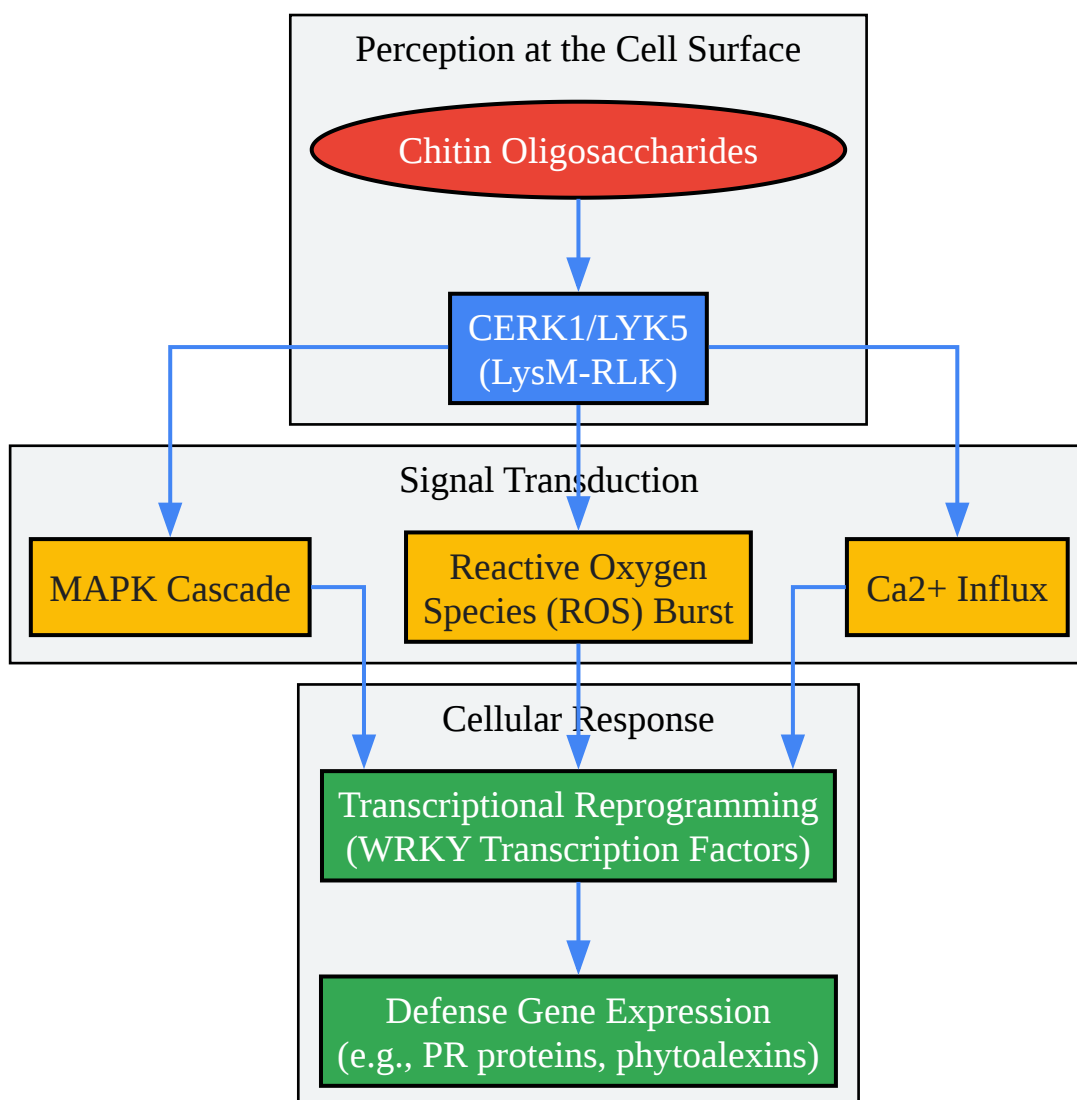 Perception at the Cell Surface
Chitin Oligosaccharides
CERK1/LYK5
(LysM-RLK)
Signal Transduction
MAPK Cascade
Reactive Oxygen
Species (ROS) Burst
Ca2+ Influx
Cellular Response
Transcriptional Reprogramming
(WRKY Transcription Factors)
Defense Gene Expression
(e.g., PR proteins, phytoalexins)